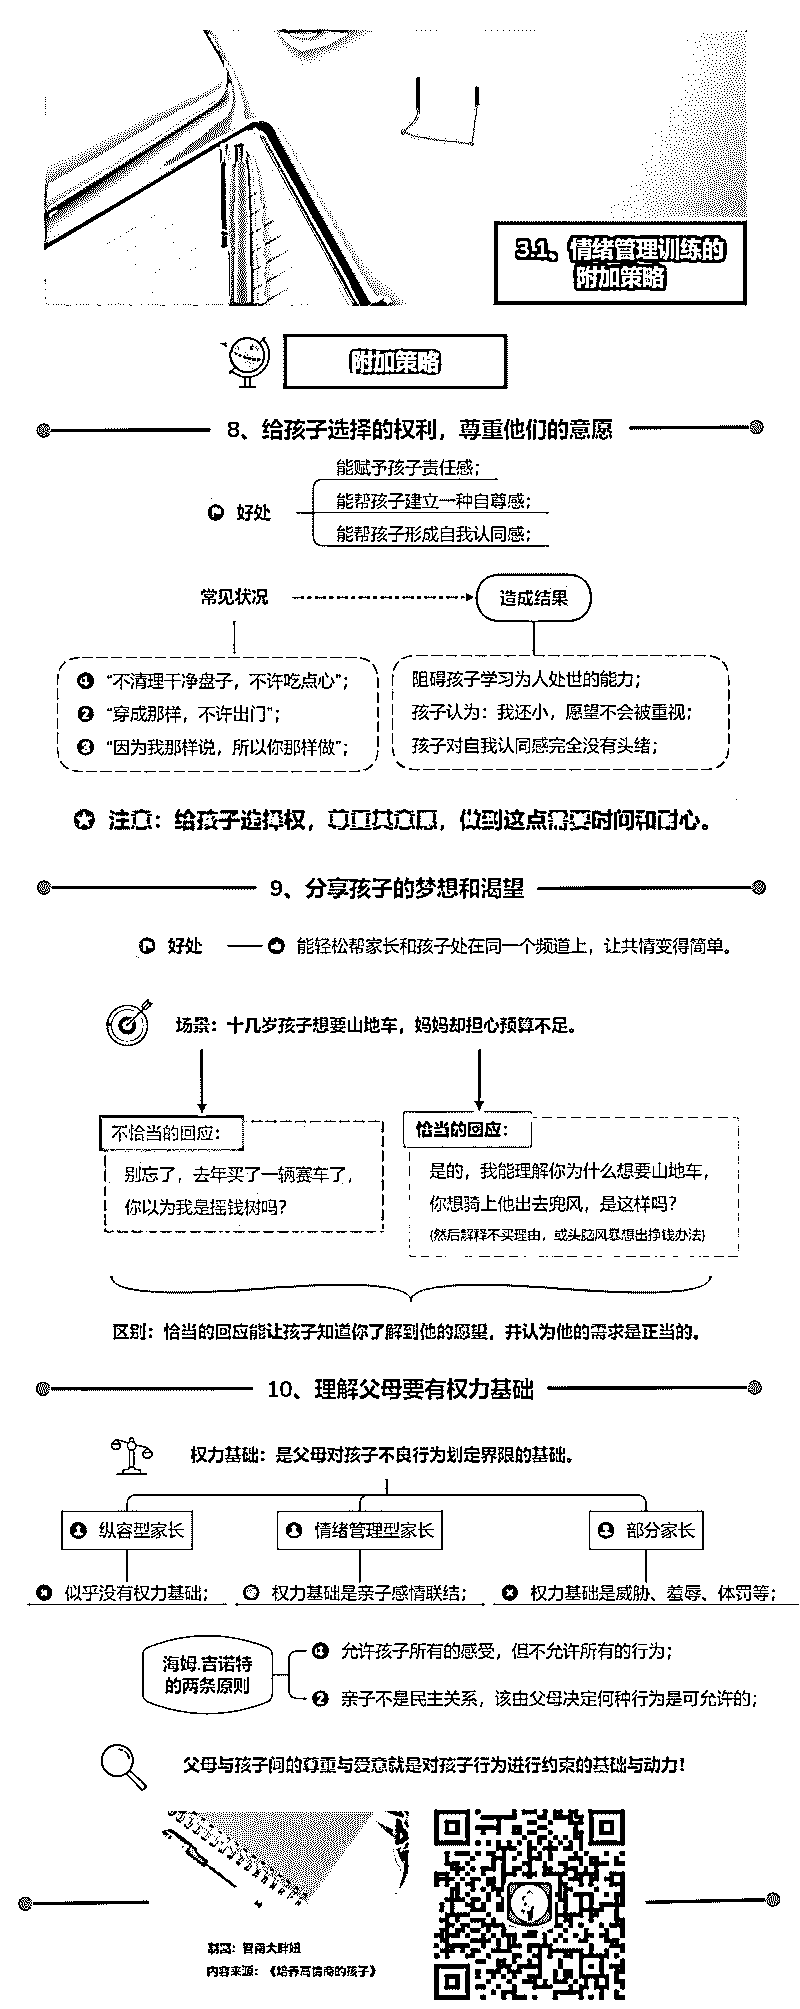 3.1、情绪管理训练的
附加策略
附加策略
8、给孩子选择的权利，尊重他们的意愿
好处
能赋予孩子责任感；
能帮孩子建立一种自尊感；
能帮孩子形成自我认同感；
常见状况
造成结果
1 “不清理干净盘子，不许吃点心”；
2 “穿成那样，不许出门”；
3 “因为我那样说，所以你那样做”；
阻碍孩子学习为人处世的能力；
孩子认为：我还小，愿望不会被重视；
孩子对自我认同感完全没有头绪；
注意：给孩子选择权，尊重其意愿，做到这点需要时间和耐心。
9、分享孩子的梦想和渴望
好处
能轻松帮家长和孩子处在同一个频道上，让共情变得简单。
场景：十几岁孩子想要山地车，妈妈却担心预算不足。
不恰当的回应：
别忘了，去年买了一辆赛车了，
你以为我是摇钱树吗？
恰当的回应：
是的，我能理解你为什么想要山地车，
你想骑上他出去兜风，是这样吗？
(然后解释不买理由，或头脑风暴想出挣钱办法)
区别：恰当的回应能让孩子知道你了解到他的愿望，并认为他的需求是正当的。
10、理解父母要有权力基础
权力基础：是父母对孩子不良行为划定界限的基础。
纵容型家长
情绪管理型家长
部分家长
似乎没有权力基础；
权力基础是亲子感情联结；
权力基础是威胁、羞辱、体罚等；
海姆.吉诺特
的两条原则
1 允许孩子所有的感受，但不允许所有的行为；
2 亲子不是民主关系，该由父母决定何种行为是可允许的；
父母与孩子间的尊重与爱意就是对孩子行为进行约束的基础与动力！
内容来源：《培养高情商的孩子》